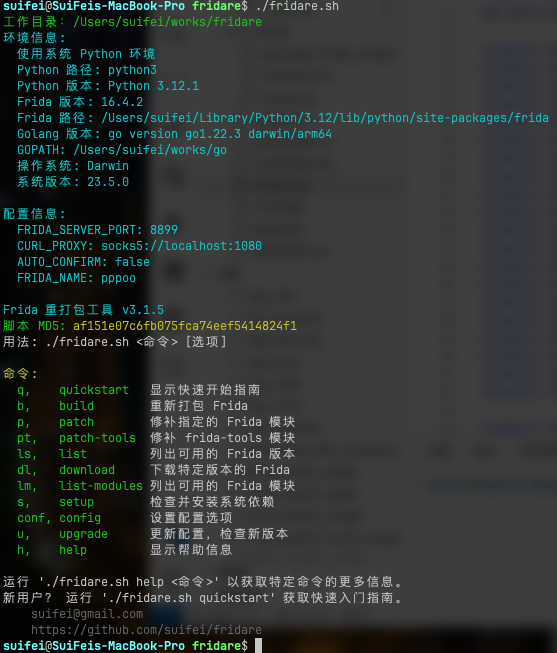 suifei@SuiFeis-MacBook-Pro fridare$ ./fridare.sh
工作目录: /Users/suifei/works/fridare
环境信息:
使用系统 Python 环境
Python 路径: python3
Python 版本: Python 3.12.1
Frida 版本: 16.4.2
Frida 路径: /Users/suifei/Library/Python/3.12/lib/python/site-packages/frida
Golang 版本: go version go1.22.3 darwin/arm64
GOPATH: /Users/suifei/works/go
操作系统: Darwin
系统版本: 23.5.0
配置信息:
FRIDA_SERVER_PORT: 8899
CURL_PROXY: socks5://localhost:1080
AUTO_CONFIRM: false
FRIDA_NAME: pppoo
Frida 重打包工具 v3.1.5
脚本 MD5: af151e07c6fb075fca74eef5414824f1
用法: ./fridare.sh <命令> [选项]
命令:
q, quickstart 显示快速开始指南
b, build 重新打包 Frida
p, patch 修补指定的 Frida 模块
pt, patch-tools 修补 frida-tools 模块
ls, list 列出可用的 Frida 版本
dl, download 下载特定版本的 Frida
lm, list-modules 列出可用的 Frida 模块
s, setup 检查并安装系统依赖
conf, config 设置配置选项
u, upgrade 更新配置, 检查新版本
h, help 显示帮助信息
运行 './fridare.sh help <命令>' 以获取特定命令的更多信息。
新用户? 运行 './fridare.sh quickstart' 获取快速入门指南。
suifei@gmail.com
https://github.com/suifei/fridare
suifei@SuiFeis-MacBook-Pro fridare$